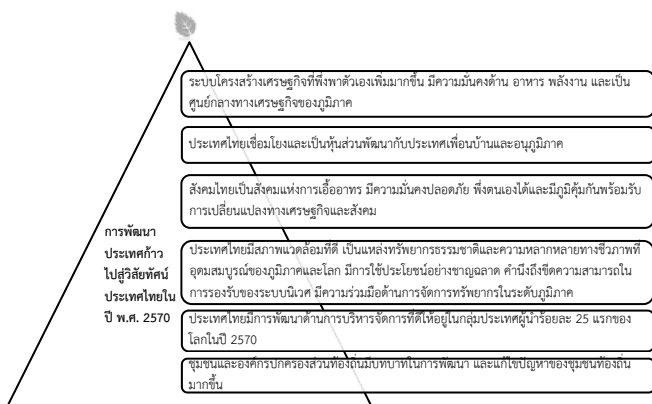 ระบบโครงสร้างเศรษฐกิจที่พึ่งพาตัวเองเพิ่มมากขึ้น มีความมั่นคงด้าน อาหาร พลังงาน และเป็น
ศูนย์กลางทางเศรษฐกิจของภูมิภาค
ประเทศไทยเชื่อมโยงและเป็นหุ้นส่วนพัฒนากับประเทศเพื่อนบ้านและอนุภูมิภาค
สังคมไทยเป็นสังคมแห่งการเอื้ออาทร มีความมั่นคงปลอดภัย พึ่งตนเองได้และมีภูมิคุ้มกันพร้อมรับ
การเปลี่ยนแปลงทางเศรษฐกิจและสังคม
การพัฒนา
ประเทศก้าว
ไปสู่วิสัยทัศน์
ประเทศไทยใน
ปี พ.ศ. 2570
ประเทศไทยมีสภาพแวดล้อมที่ดี เป็นแหล่งทรัพยากรธรรมชาติและความหลากหลายทางชีวภาพที่
อุดมสมบูรณ์ของภูมิภาคและโลก มีการใช้ประโยชน์อย่างชาญฉลาด คำนึงถึงขีดความสามารถใน
การรองรับของระบบนิเวศ มีความร่วมมือด้านการจัดการทรัพยากรในระดับภูมิภาค
ประเทศไทยมีการพัฒนาด้านการบริหารจัดการที่ดีให้อยู่ในกลุ่มประเทศผู้นำร้อยละ 25 แรกของ
โลกในปี 2570
ชุมชนและองค์กรปกครองส่วนท้องถิ่นมีบทบาทในการพัฒนา และแก้ไขปัญหาของชุมชนท้องถิ่น
มากขึ้น